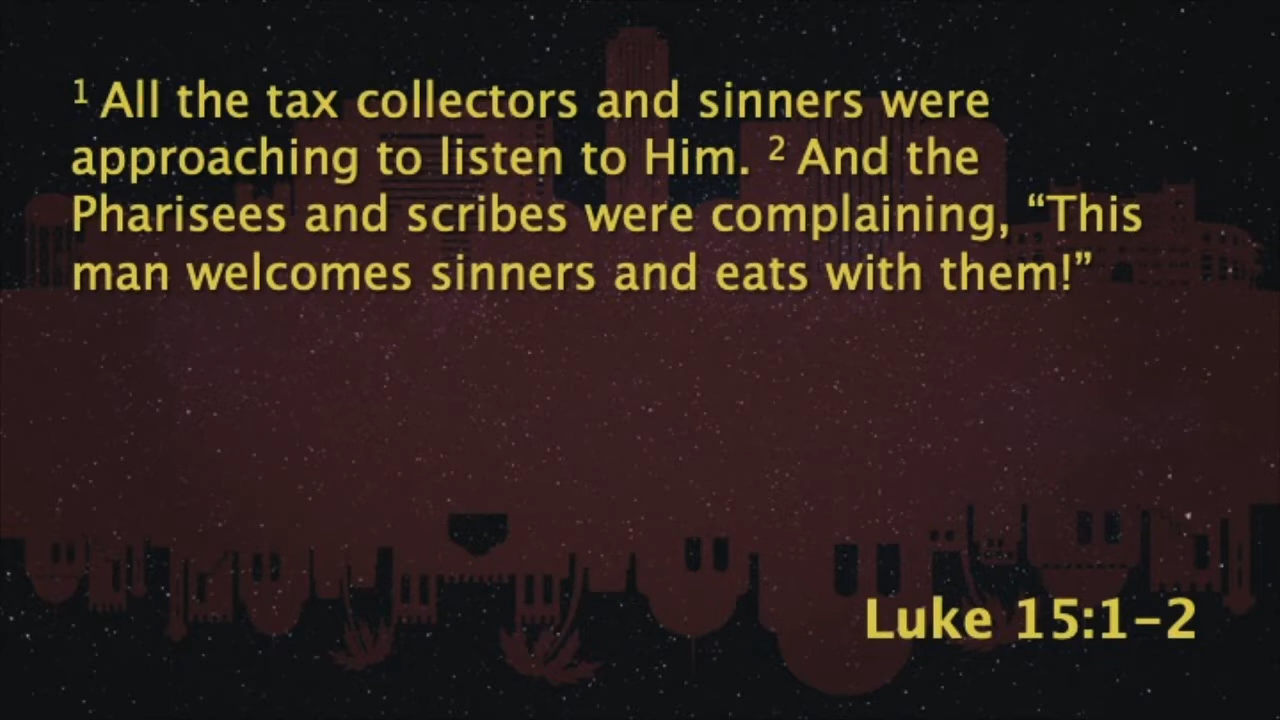 ¹ All the tax collectors and sinners were
approaching to listen to Him. ² And the
Pharisees and scribes were complaining, “This
man welcomes sinners and eats with them!”
Luke 15:1–2